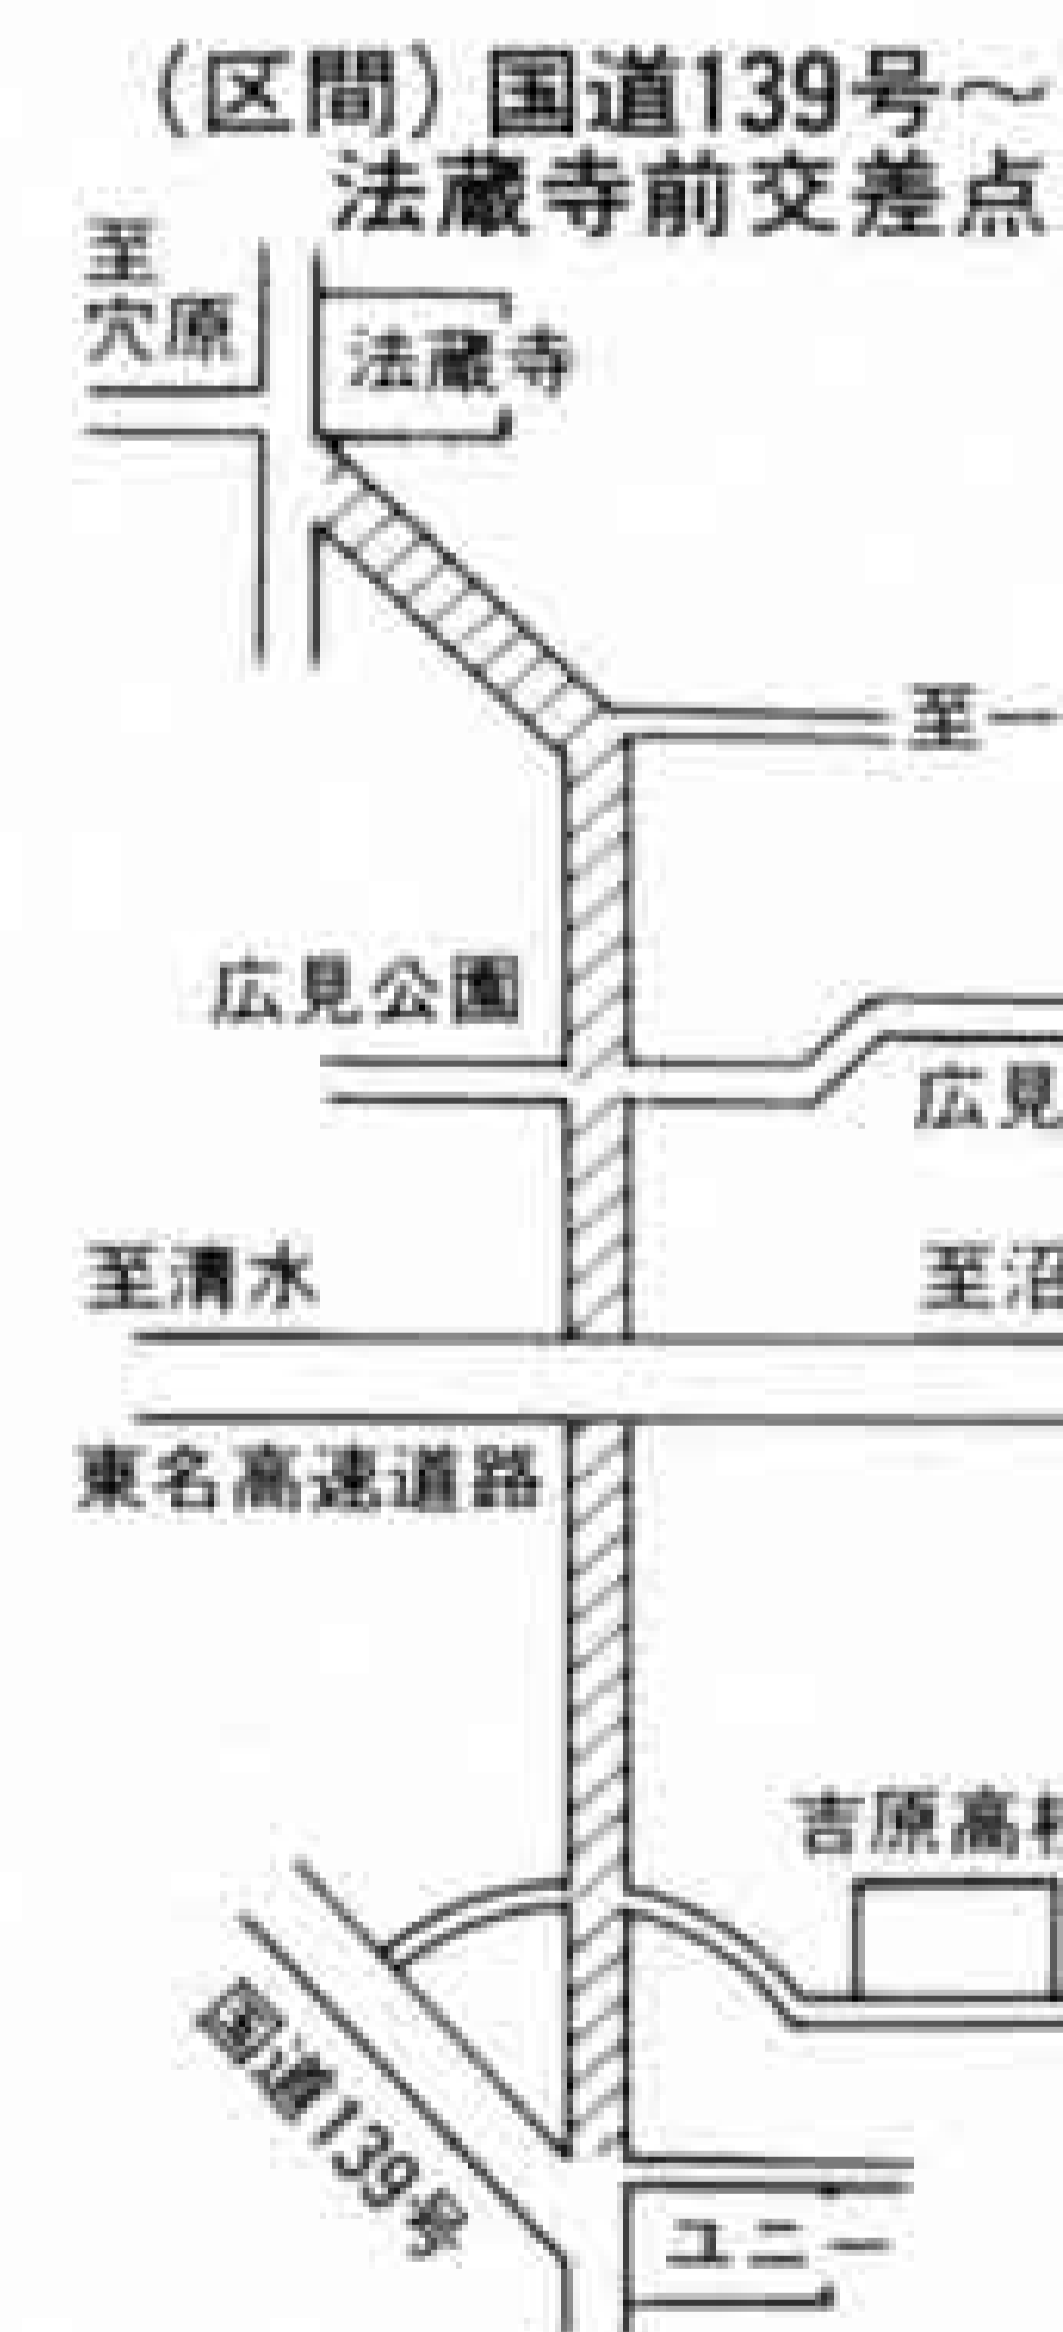 （区間）国道139号～
法蔵寺前交差点
至
穴原
法蔵寺
至一
広見公園
広見
至清水
至沼
東名高速道路
吉原高校
国道139号
ユニー